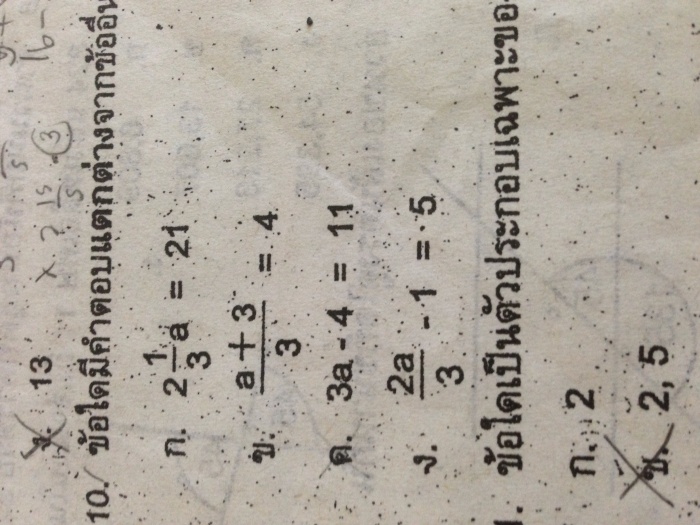 ง. 13
10. ข้อใดมีคำตอบแตกต่างจากข้ออื่น
ก. 2 1/3 a = 21
ข. (a + 3)/3 = 4
ค. 3a - 4 = 11
ง. 2a/3 - 1 = 5
ข้อใดเป็นตัวประกอบเฉพาะของ
ก. 2
ข. 2, 5